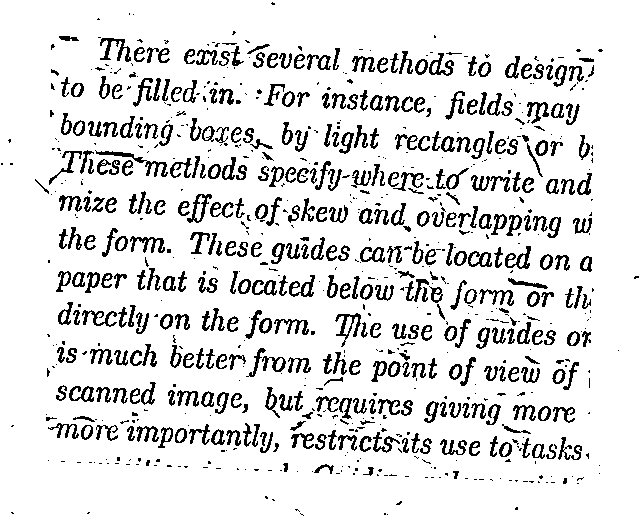 There exist several methods to design
to be filled in. For instance, fields may
bounding boxes, by light rectangles or b
These methods specify where to write and
mize the effect of skew and overlapping wi
the form. These guides can be located on a
paper that is located below the form or th
directly on the form. The use of guides on
is much better from the point of view of
scanned image, but requires giving more
more importantly, restricts its use to tasks